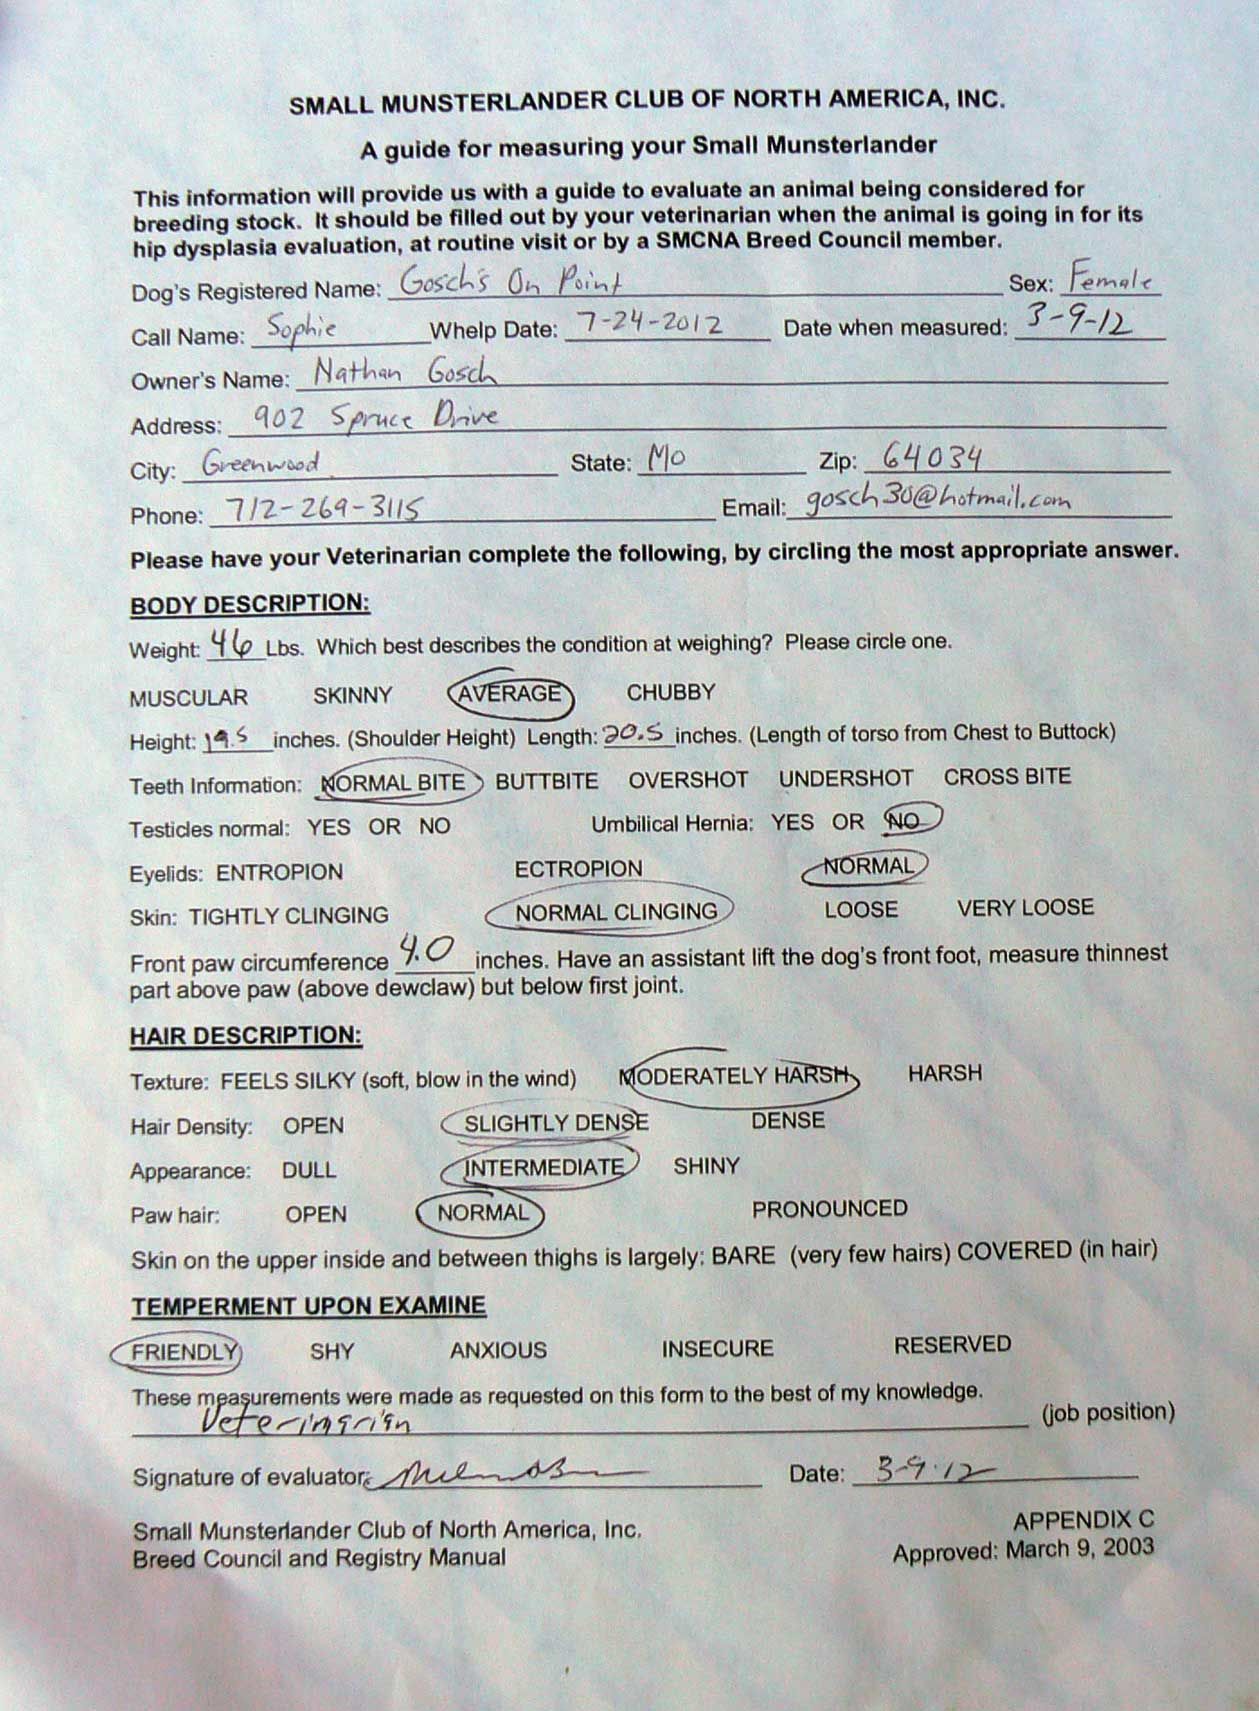 SMALL MUNSTERLANDER CLUB OF NORTH AMERICA, INC.
A guide for measuring your Small Munsterlander
This information will provide us with a guide to evaluate an animal being considered for
breeding stock. It should be filled out by your veterinarian when the animal is going in for its
hip dysplasia evaluation, at routine visit or by a SMCNA Breed Council member.
Dog's Registered Name: Gosch's On Point Sex: Female
Call Name: Sophie Whelp Date: 7-24-2012 Date when measured: 3-9-12
Owner's Name: Nathan Gosch
Address: 902 Spruce Drive
City: Greenwood State: MO Zip: 64034
Phone: 712-269-3115 Email: gosch30@hotmail.com
Please have your Veterinarian complete the following, by circling the most appropriate answer.
BODY DESCRIPTION:
Weight: 46 Lbs. Which best describes the condition at weighing? Please circle one.
MUSCULAR SKINNY AVERAGE CHUBBY
Height: 19.5 inches. (Shoulder Height) Length: 20.5 inches. (Length of torso from Chest to Buttock)
Teeth Information: NORMAL BITE BUTTBITE OVERSHOT UNDERSHOT CROSS BITE
Testicles normal: YES OR NO Umbilical Hernia: YES OR NO
Eyelids: ENTROPION ECTROPION NORMAL
Skin: TIGHTLY CLINGING NORMAL CLINGING LOOSE VERY LOOSE
Front paw circumference 4.0 inches. Have an assistant lift the dog's front foot, measure thinnest
part above paw (above dewclaw) but below first joint.
HAIR DESCRIPTION:
Texture: FEELS SILKY (soft, blow in the wind) MODERATELY HARSH HARSH
Hair Density: OPEN SLIGHTLY DENSE DENSE
Appearance: DULL INTERMEDIATE SHINY
Paw hair: OPEN NORMAL PRONOUNCED
Skin on the upper inside and between thighs is largely: BARE (very few hairs) COVERED (in hair)
TEMPERMENT UPON EXAMINE
FRIENDLY SHY ANXIOUS INSECURE RESERVED
These measurements were made as requested on this form to the best of my knowledge.
Veterinarian (job position)
Signature of evaluator: Date: 3-9-12
Small Munsterlander Club of North America, Inc. APPENDIX C
Breed Council and Registry Manual Approved: March 9, 2003